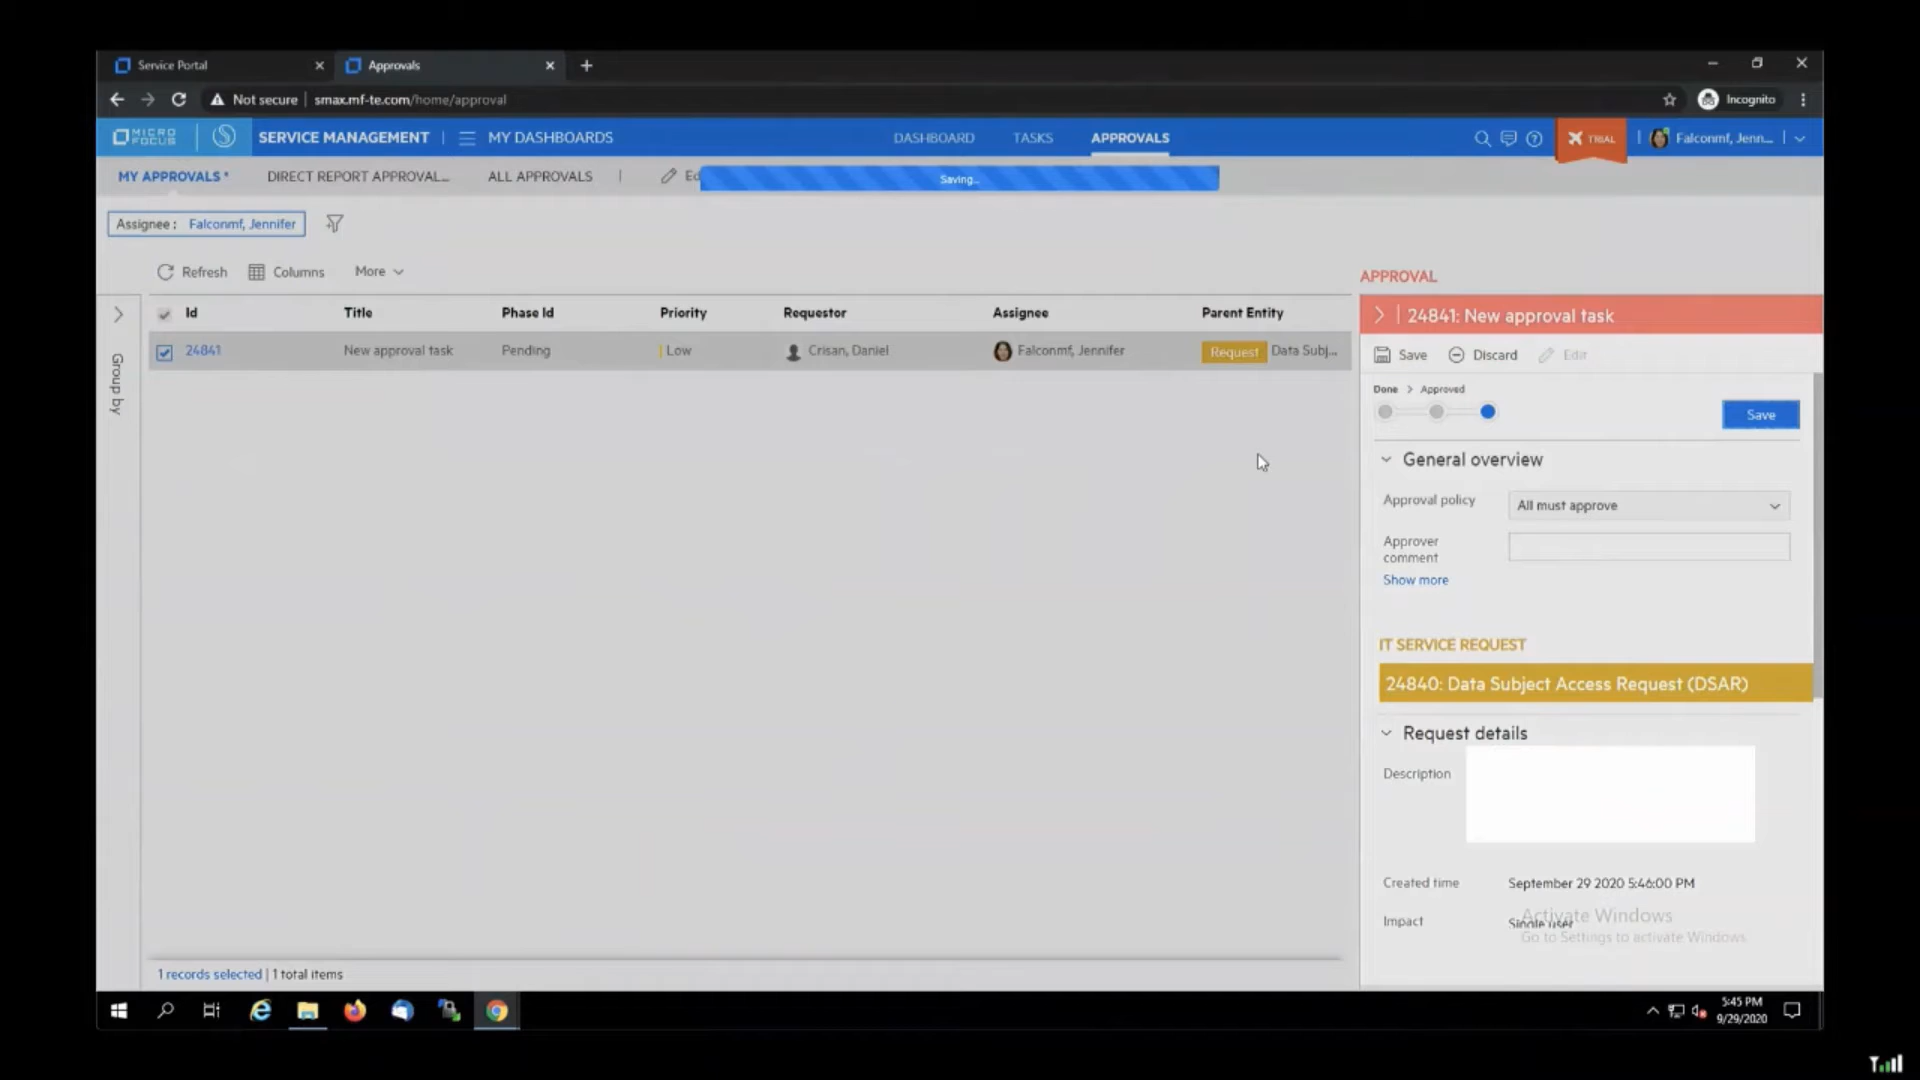 Service Portal
Approvals
Not secure smax.mf-te.com/home/approval
Incognito
MICRO FOCUS
SERVICE MANAGEMENT
MY DASHBOARDS
DASHBOARD
TASKS
APPROVALS
TRIAL
Falconmf, Jenn...
MY APPROVALS *
DIRECT REPORT APPROVAL...
ALL APPROVALS
Ed
Saving...
Assignee : Falconmf, Jennifer
Refresh
Columns
More
APPROVAL
Id Title Phase Id Priority Requestor Assignee Parent Entity
24841 New approval task Pending Low Crisan, Daniel Falconmf, Jennifer Request Data Subj...
Group by
24841: New approval task
Save
Discard
Edit
Done > Approved
Save
General overview
Approval policy All must approve
Approver
comment
Show more
IT SERVICE REQUEST
24840: Data Subject Access Request (DSAR)
Request details
Description
Created time September 29 2020 5:46:00 PM
Impact Single user
Activate Windows
Go to Settings to activate Windows.
1 records selected | 1 total items
5:45 PM
9/29/2020